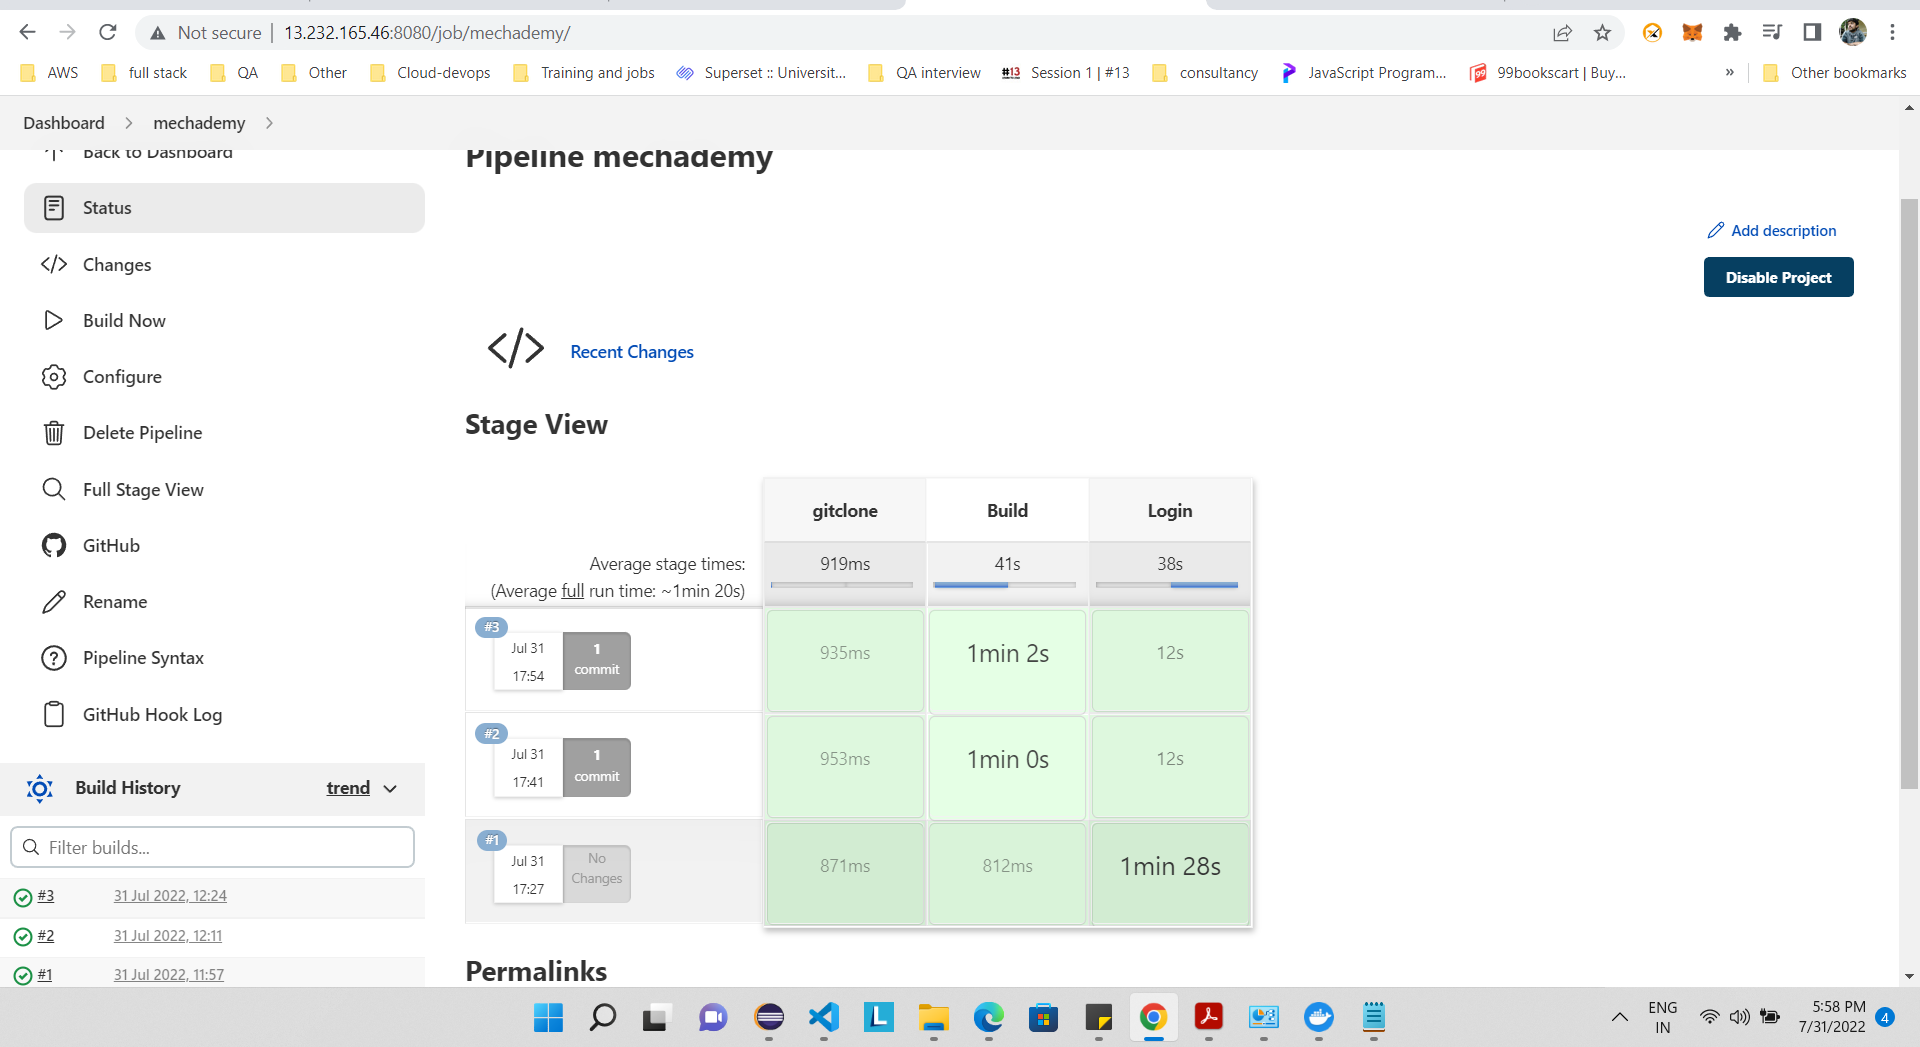 Not secure | 13.232.165.46:8080/job/mechademy/
AWS full stack QA Other Cloud-devops Training and jobs Superset :: Universit... QA interview #13 Session 1 | #13 consultancy JavaScript Program... 99 99bookscart | Buy,... » Other bookmarks
Dashboard > mechademy >
Back to Dashboard
Status
Changes
Build Now
Configure
Delete Pipeline
Full Stage View
GitHub
Rename
Pipeline Syntax
GitHub Hook Log
Build History trend
Filter builds...
#3 31 Jul 2022, 12:24
#2 31 Jul 2022, 12:11
#1 31 Jul 2022, 11:57
Pipeline mechademy
Add description
Disable Project
Recent Changes
Stage View
gitclone Build Login
Average stage times: 919ms 41s 38s
(Average full run time: ~1min 20s)
#3
Jul 31
17:54
1
commit
935ms 1min 2s 12s
#2
Jul 31
17:41
1
commit
953ms 1min 0s 12s
#1
Jul 31
17:27
No
Changes
871ms 812ms 1min 28s
Permalinks
L
ENG
IN
5:58 PM
7/31/2022
4